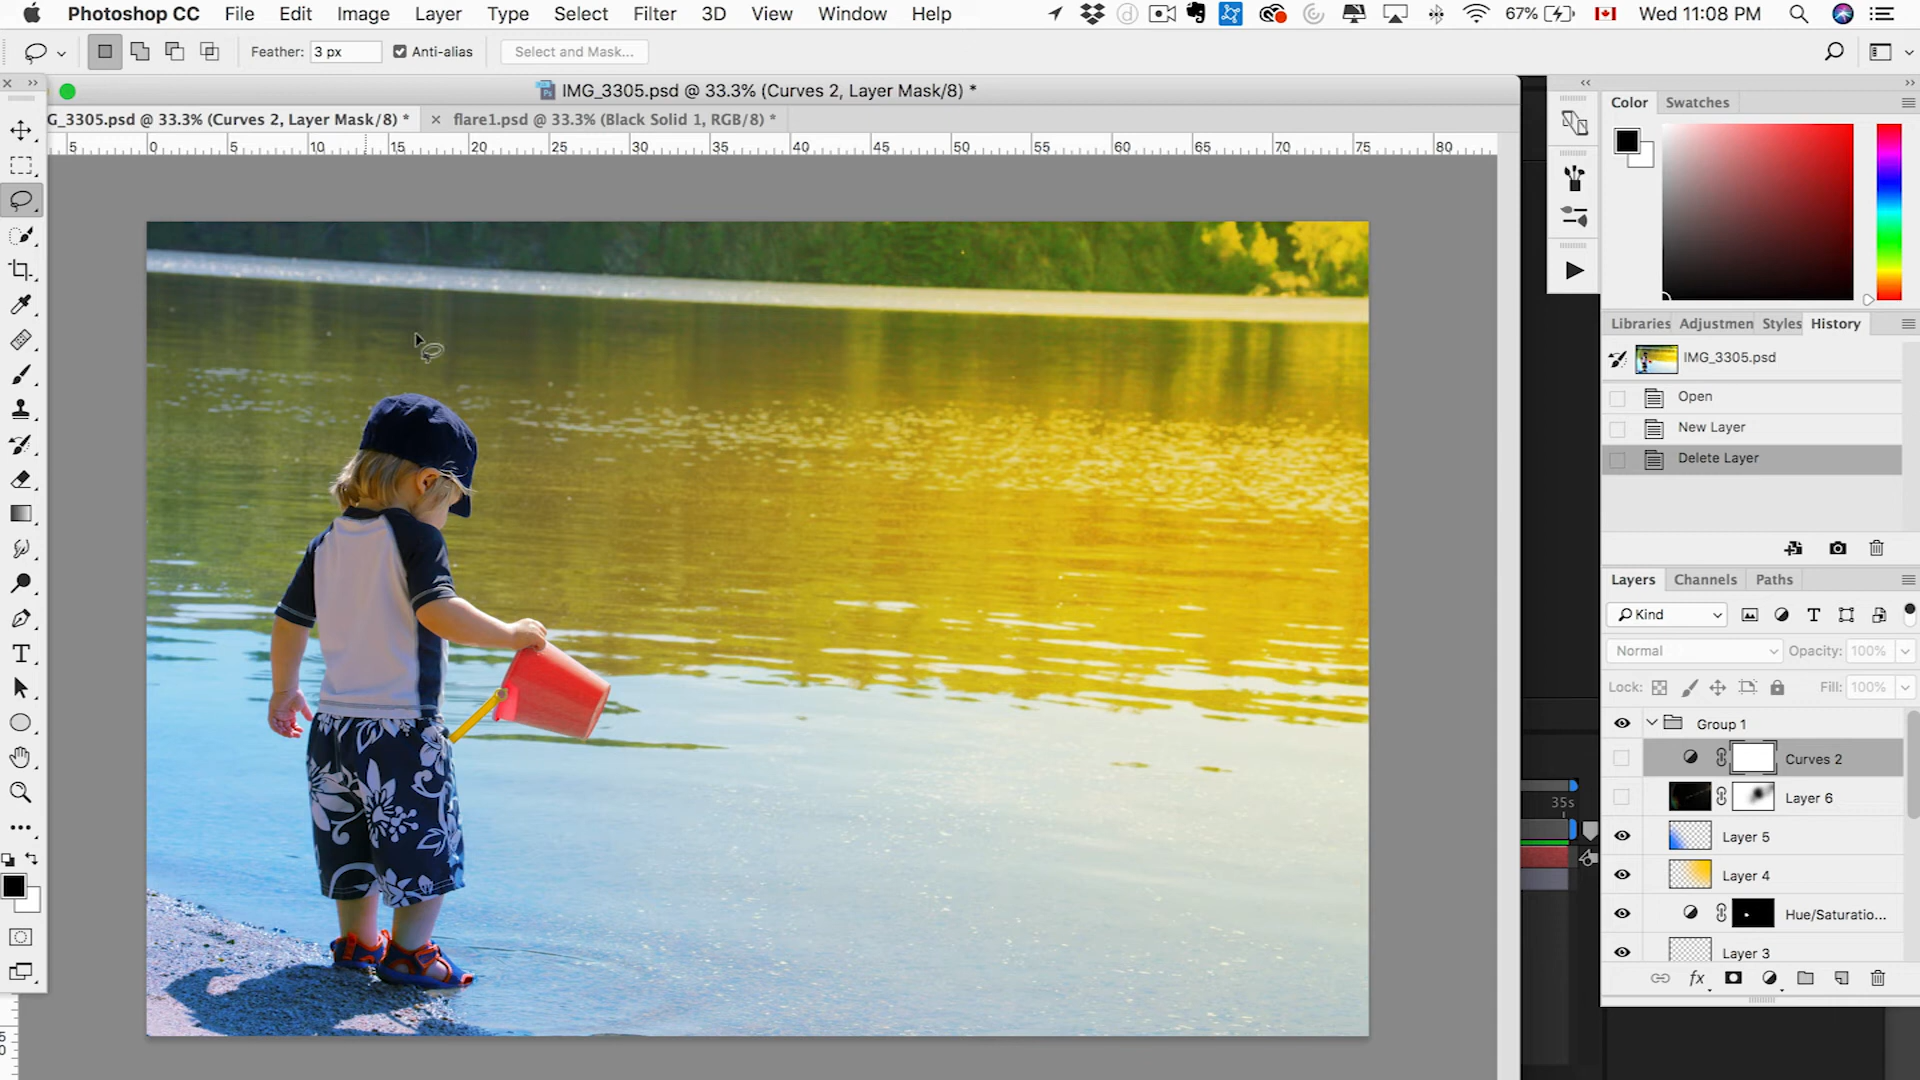 Photoshop CC File Edit Image Layer Type Select Filter 3D View Window Help 67% Wed 11:08 PM
Feather: 3 px Anti-alias Select and Mask...
IMG_3305.psd @ 33.3% (Curves 2, Layer Mask/8) *
G_3305.psd @ 33.3% (Curves 2, Layer Mask/8) * × flare1.psd @ 33.3% (Black Solid 1, RGB/8) *
5 0 5 10 15 20 25 30 35 40 45 50 55 60 65 70 75 80
Color Swatches
Libraries Adjustmen Styles History
IMG_3305.psd
Open
New Layer
Delete Layer
Layers Channels Paths
Kind
Normal Opacity: 100%
Lock: Fill: 100%
Group 1
Curves 2
Layer 6
Layer 5
Layer 4
Hue/Saturatio...
Layer 3
fx
35s
5
0